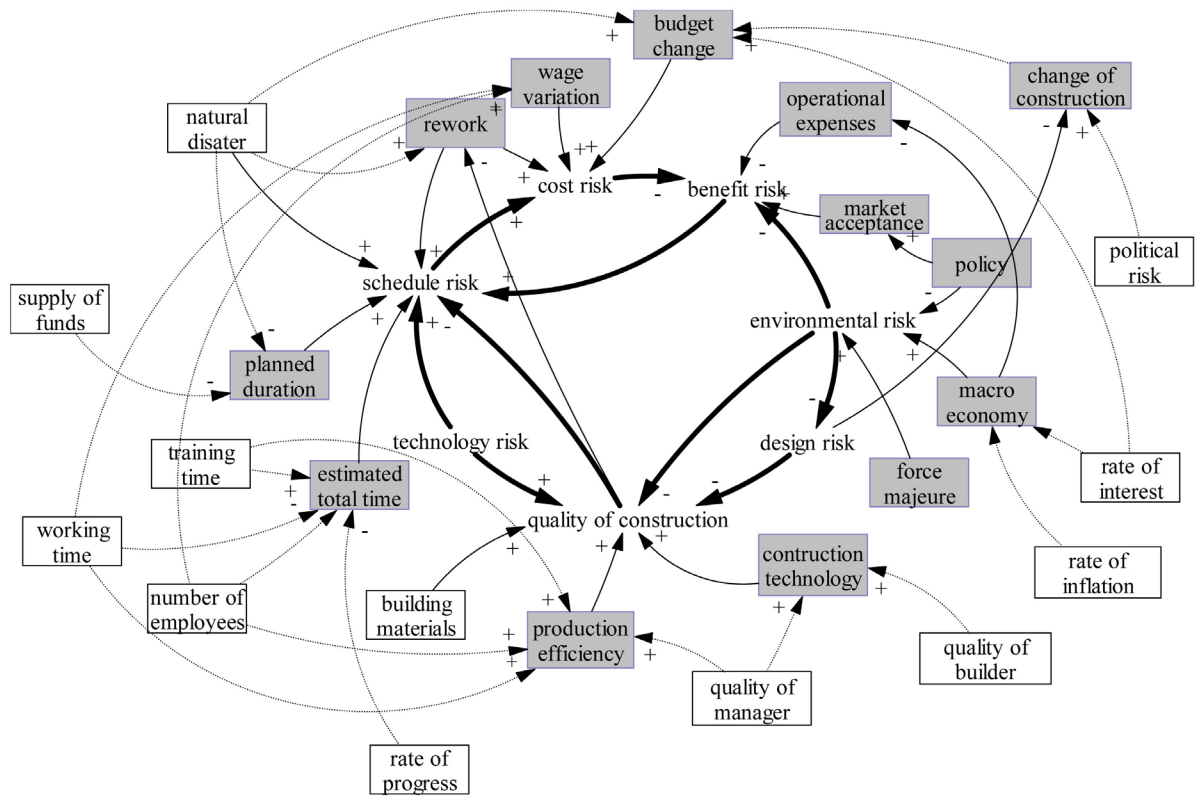 budget
change
wage
variation
change of
construction
operational
expenses
natural
disater
rework
cost risk
benefit risk
market
acceptance
policy
political
risk
schedule risk
supply of
funds
environmental risk
planned
duration
macro
economy
technology risk
design risk
training
time
estimated
total time
force
majeure
rate of
interest
quality of construction
working
time
contruction
technology
rate of
inflation
number of
employees
building
materials
production
efficiency
quality of
builder
quality of
manager
rate of
progress